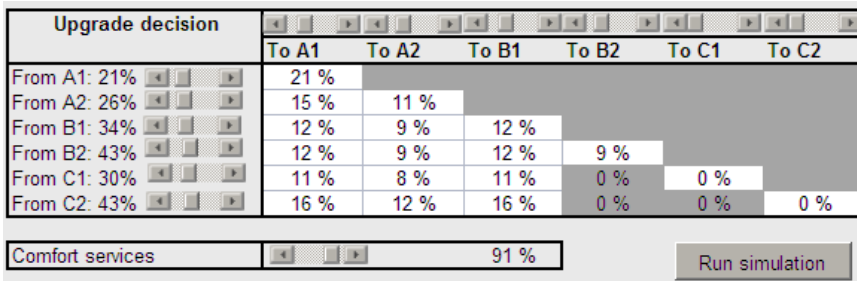 Upgrade decision
To A1 To A2 To B1 To B2 To C1 To C2
From A1: 21% 21 %
From A2: 26% 15 % 11 %
From B1: 34% 12 % 9 % 12 %
From B2: 43% 12 % 9 % 12 % 9 %
From C1: 30% 11 % 8 % 11 % 0 % 0 %
From C2: 43% 16 % 12 % 16 % 0 % 0 % 0 %
Comfort services 91 %
Run simulation